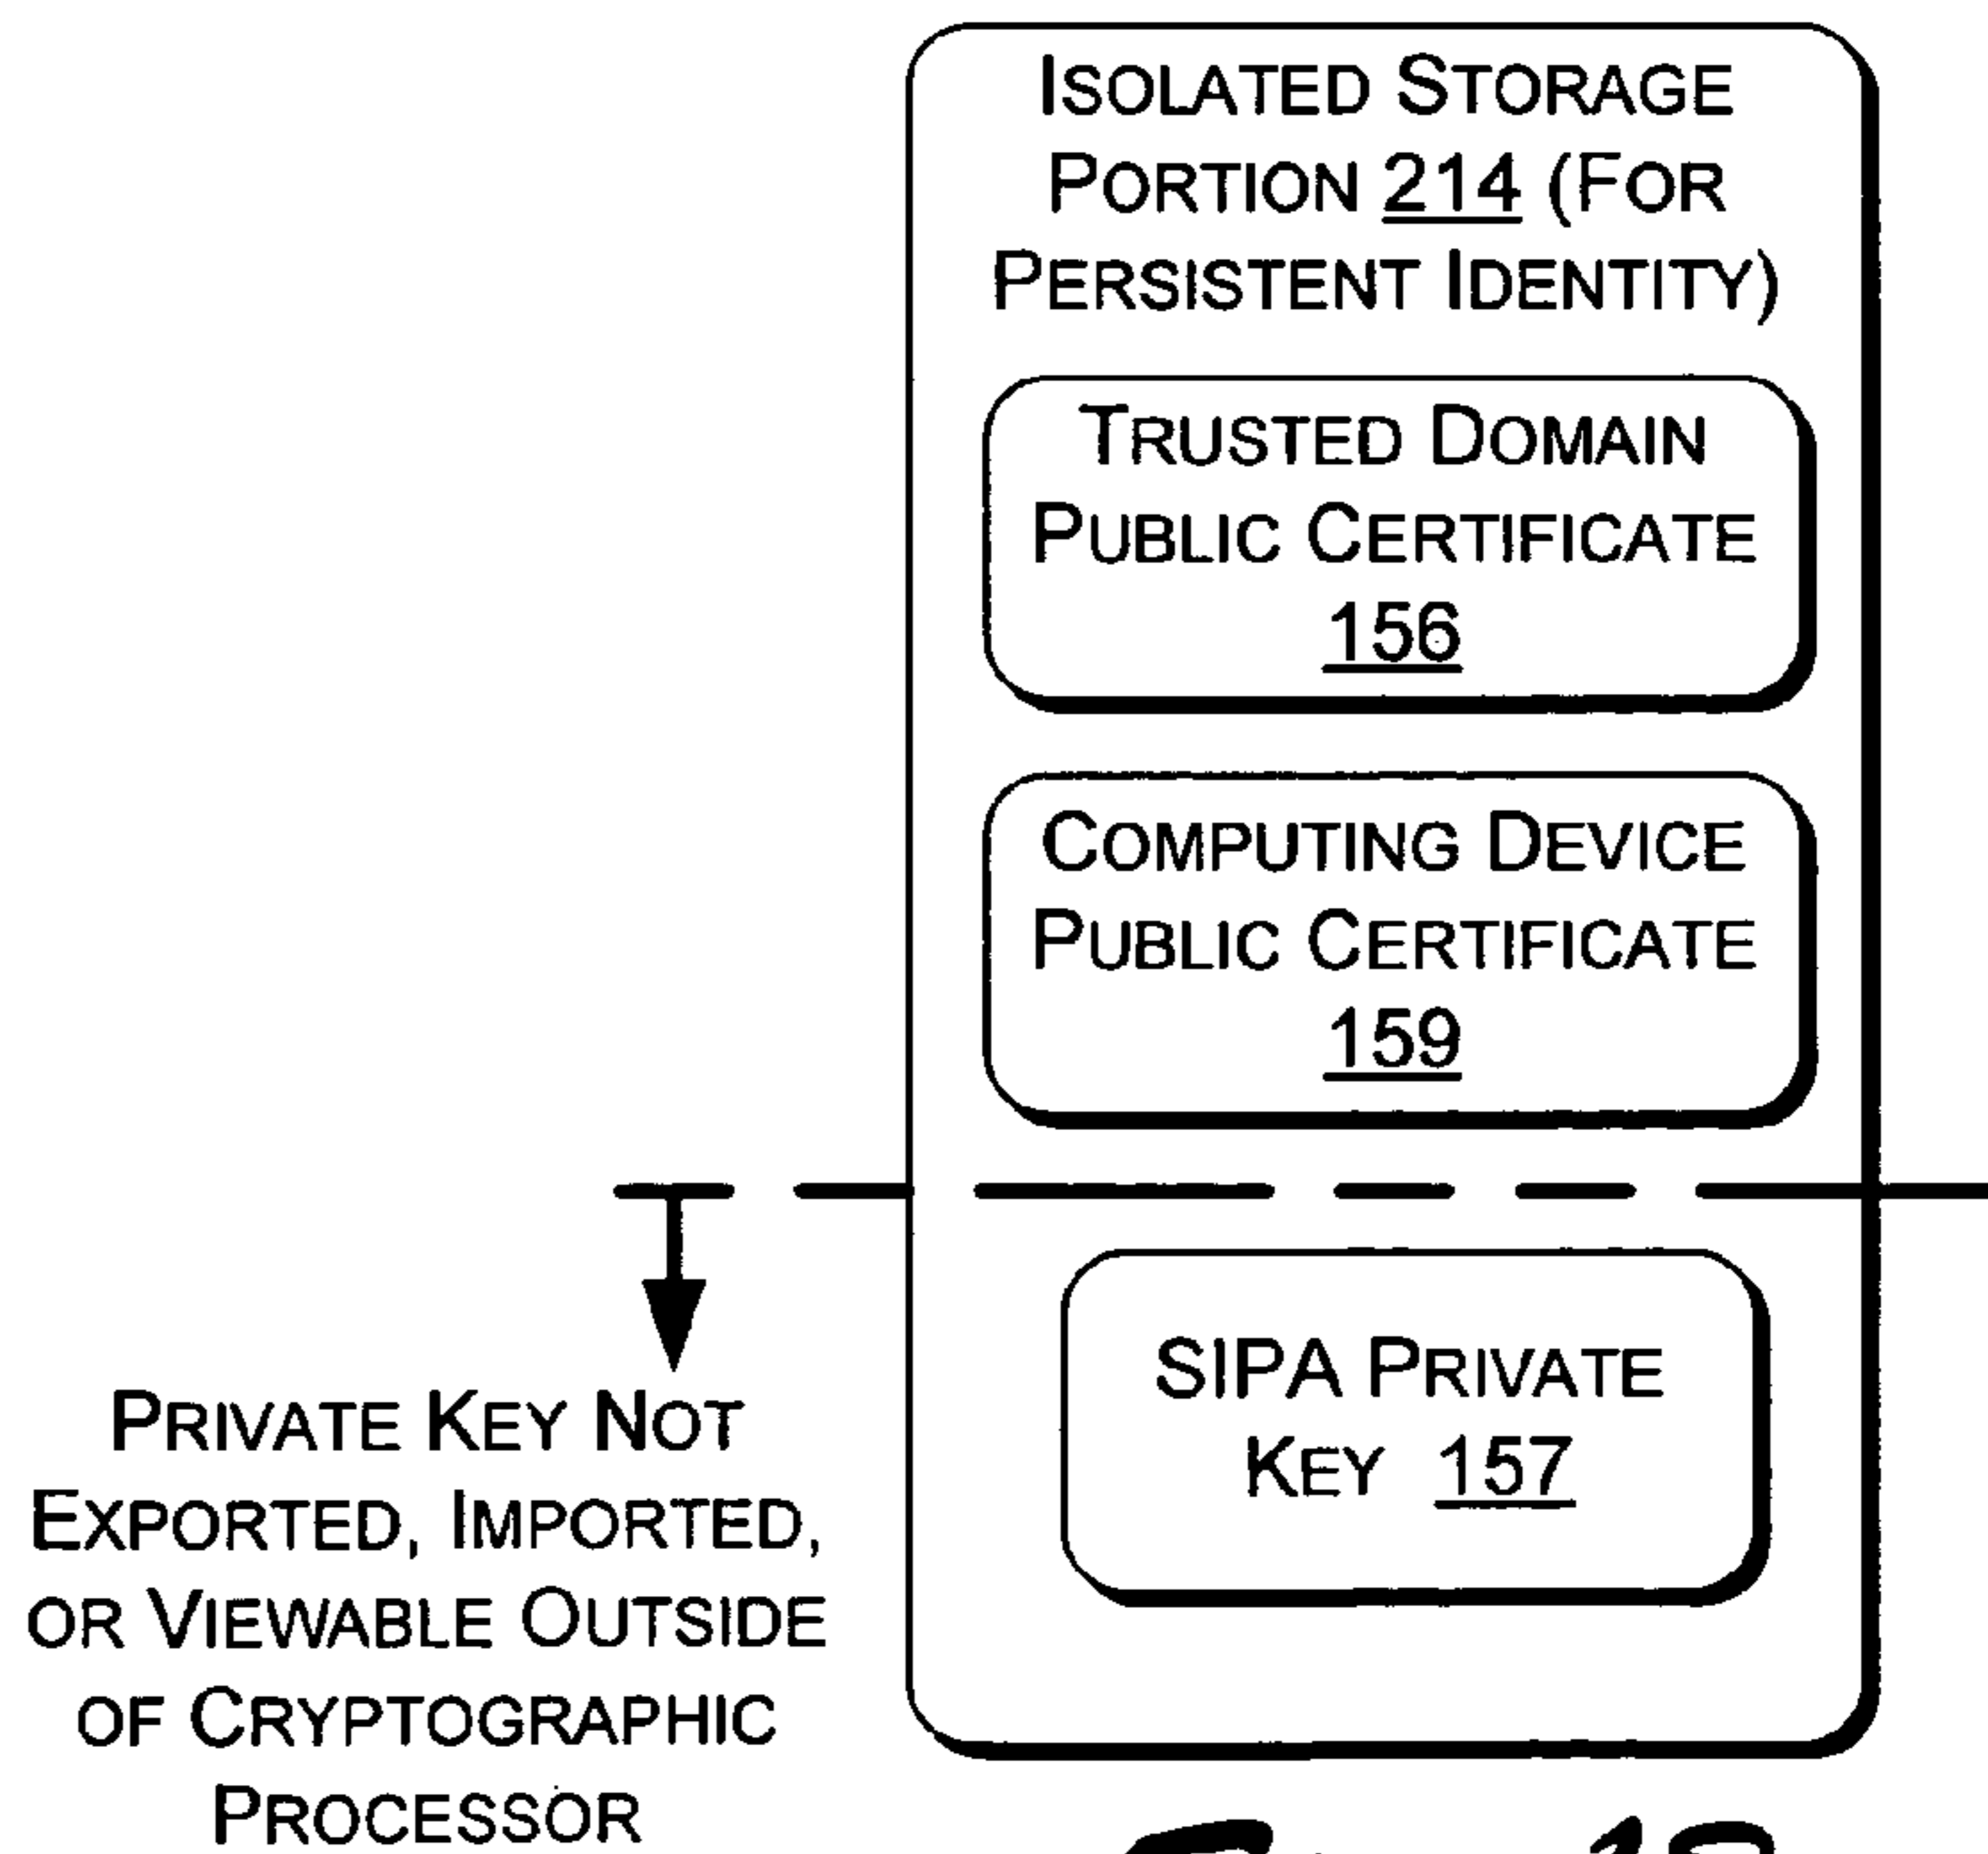 ISOLATED STORAGE
PORTION 214 (FOR
PERSISTENT IDENTITY)
TRUSTED DOMAIN
PUBLIC CERTIFICATE
156
COMPUTING DEVICE
PUBLIC CERTIFICATE
159
SIPA PRIVATE
KEY 157
PRIVATE KEY NOT
EXPORTED, IMPORTED,
OR VIEWABLE OUTSIDE
OF CRYPTOGRAPHIC
PROCESSOR